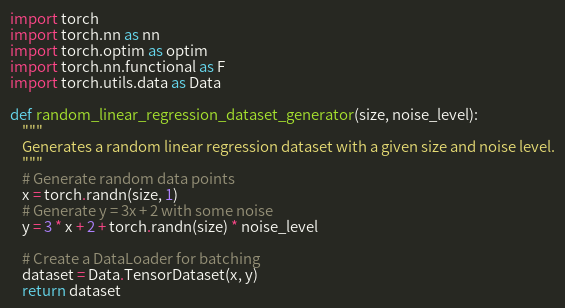 import torch
import torch.nn as nn
import torch.optim as optim
import torch.nn.functional as F
import torch.utils.data as Data

def random_linear_regression_dataset_generator(size, noise_level):
    """
    Generates a random linear regression dataset with a given size and noise level.
    """
    # Generate random data points
    x = torch.randn(size, 1)
    # Generate y = 3x + 2 with some noise
    y = 3 * x + 2 + torch.randn(size) * noise_level

    # Create a DataLoader for batching
    dataset = Data.TensorDataset(x, y)
    return dataset